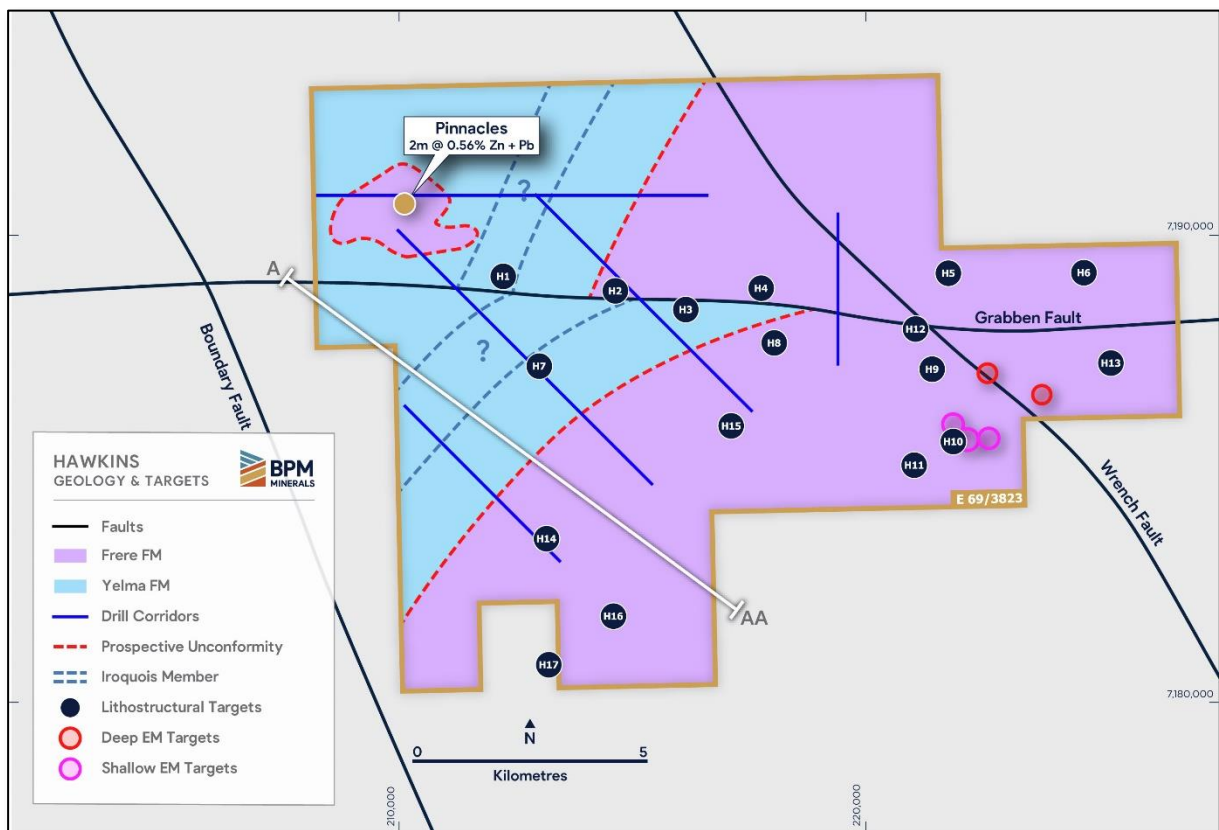 Pinnacles
2m @ 0.56% Zn + Pb
?
7,190,000
A
H1
H2
H3
H4
H5
H6
Grabben Fault
H12
H8
H9
H13
?
H7
Boundary Fault
H15
H10
H11
E 69/3823
Wrench Fault
HAWKINS
GEOLOGY & TARGETS
BPM
MINERALS
Faults
Frere FM
Yelma FM
Drill Corridors
Prospective Unconformity
Iroquois Member
Lithostructural Targets
Deep EM Targets
Shallow EM Targets
H14
H16
AA
H17
7,180,000
N
0 5
Kilometres
210,000
220,000